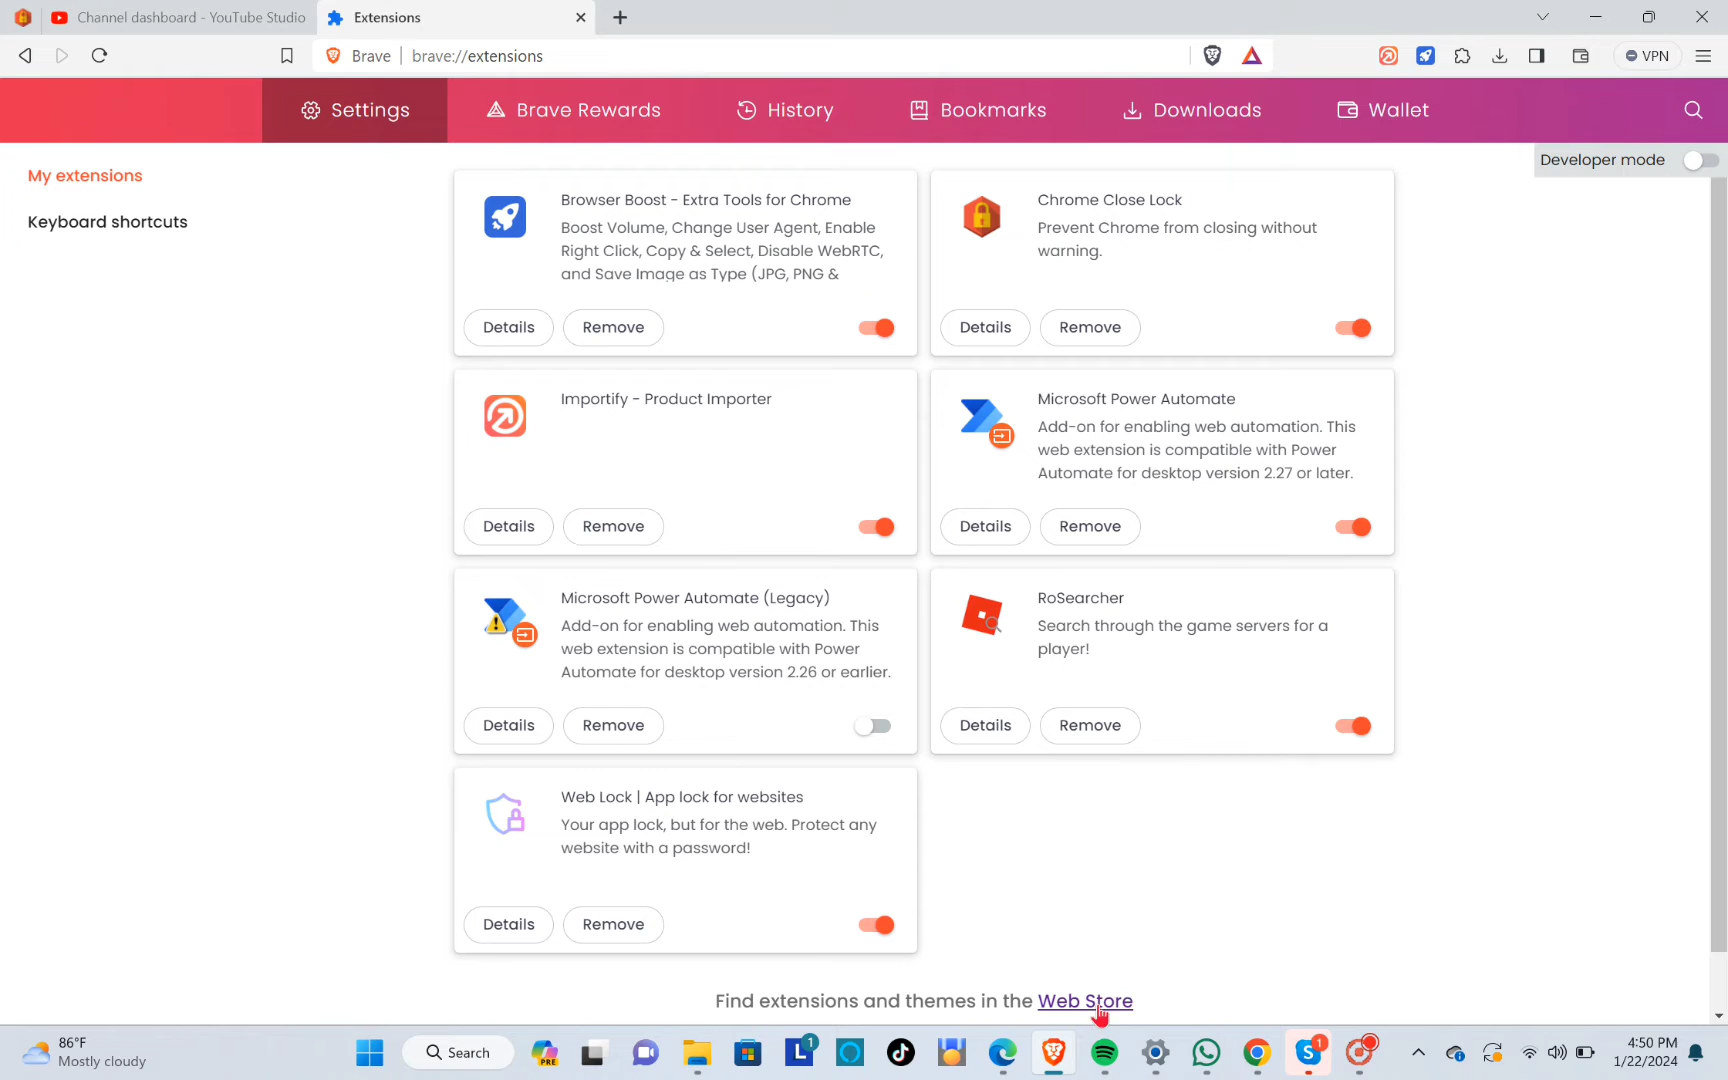 Channel dashboard - YouTube Studio
Extensions
Brave
brave://extensions
VPN
Settings
Brave Rewards
History
Bookmarks
Downloads
Wallet
Developer mode
My extensions
Keyboard shortcuts
Browser Boost - Extra Tools for Chrome
Boost Volume, Change User Agent, Enable
Right Click, Copy & Select, Disable WebRTC,
and Save Image as Type (JPG, PNG &
Details
Remove
Chrome Close Lock
Prevent Chrome from closing without
warning.
Details
Remove
Importify - Product Importer
Details
Remove
Microsoft Power Automate
Add-on for enabling web automation. This
web extension is compatible with Power
Automate for desktop version 2.27 or later.
Details
Remove
Microsoft Power Automate (Legacy)
Add-on for enabling web automation. This
web extension is compatible with Power
Automate for desktop version 2.26 or earlier.
Details
Remove
RoSearcher
Search through the game servers for a
player!
Details
Remove
Web Lock | App lock for websites
Your app lock, but for the web. Protect any
website with a password!
Details
Remove
Find extensions and themes in the Web Store
86°F
Mostly cloudy
Search
PRE
L
1
S
1
4:50 PM
1/22/2024